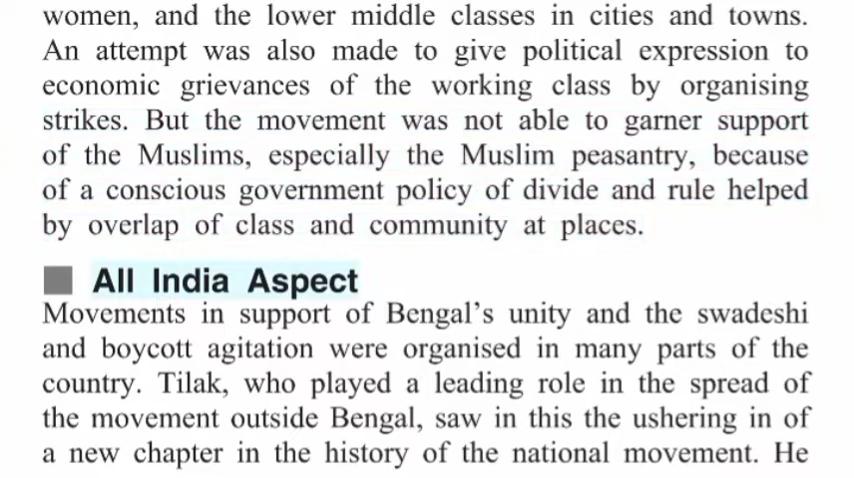 women, and the lower middle classes in cities and towns.
An attempt was also made to give political expression to
economic grievances of the working class by organising
strikes. But the movement was not able to garner support
of the Muslims, especially the Muslim peasantry, because
of a conscious government policy of divide and rule helped
by overlap of class and community at places.
All India Aspect
Movements in support of Bengal’s unity and the swadeshi
and boycott agitation were organised in many parts of the
country. Tilak, who played a leading role in the spread of
the movement outside Bengal, saw in this the ushering in of
a new chapter in the history of the national movement. He